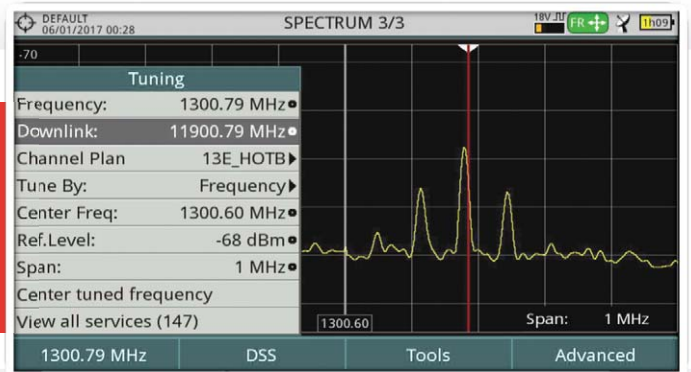 DEFAULT
06/01/2017 00:28
SPECTRUM 3/3
18V
FR
1h09
-70
Tuning
Frequency: 1300.79 MHz
Downlink: 11900.79 MHz
Channel Plan 13E_HOTB
Tune By: Frequency
Center Freq: 1300.60 MHz
Ref.Level: -68 dBm
Span: 1 MHz
Center tuned frequency
View all services (147)
1300.60
Span: 1 MHz
1300.79 MHz DSS Tools Advanced